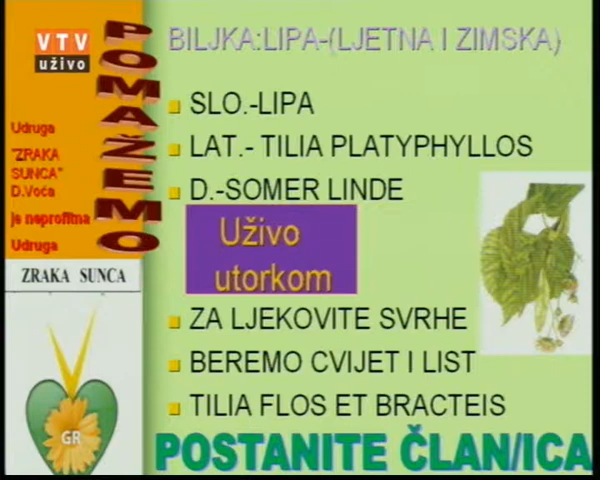 VTV
uživo
POMAŽEMO
Udruga
"ZRAKA
SUNCA"
D.Voća
je neprofitna
Udruga
ZRAKA SUNCA
GR
BILJKA:LIPA-(LJETNA I ZIMSKA)
SLO.-LIPA
LAT.- TILIA PLATYPHYLLOS
D.-SOMER LINDE
Uživo
utorkom
ZA LJEKOVITE SVRHE
BEREMO CVIJET I LIST
TILIA FLOS ET BRACTEIS
POSTANITE ČLAN/ICA